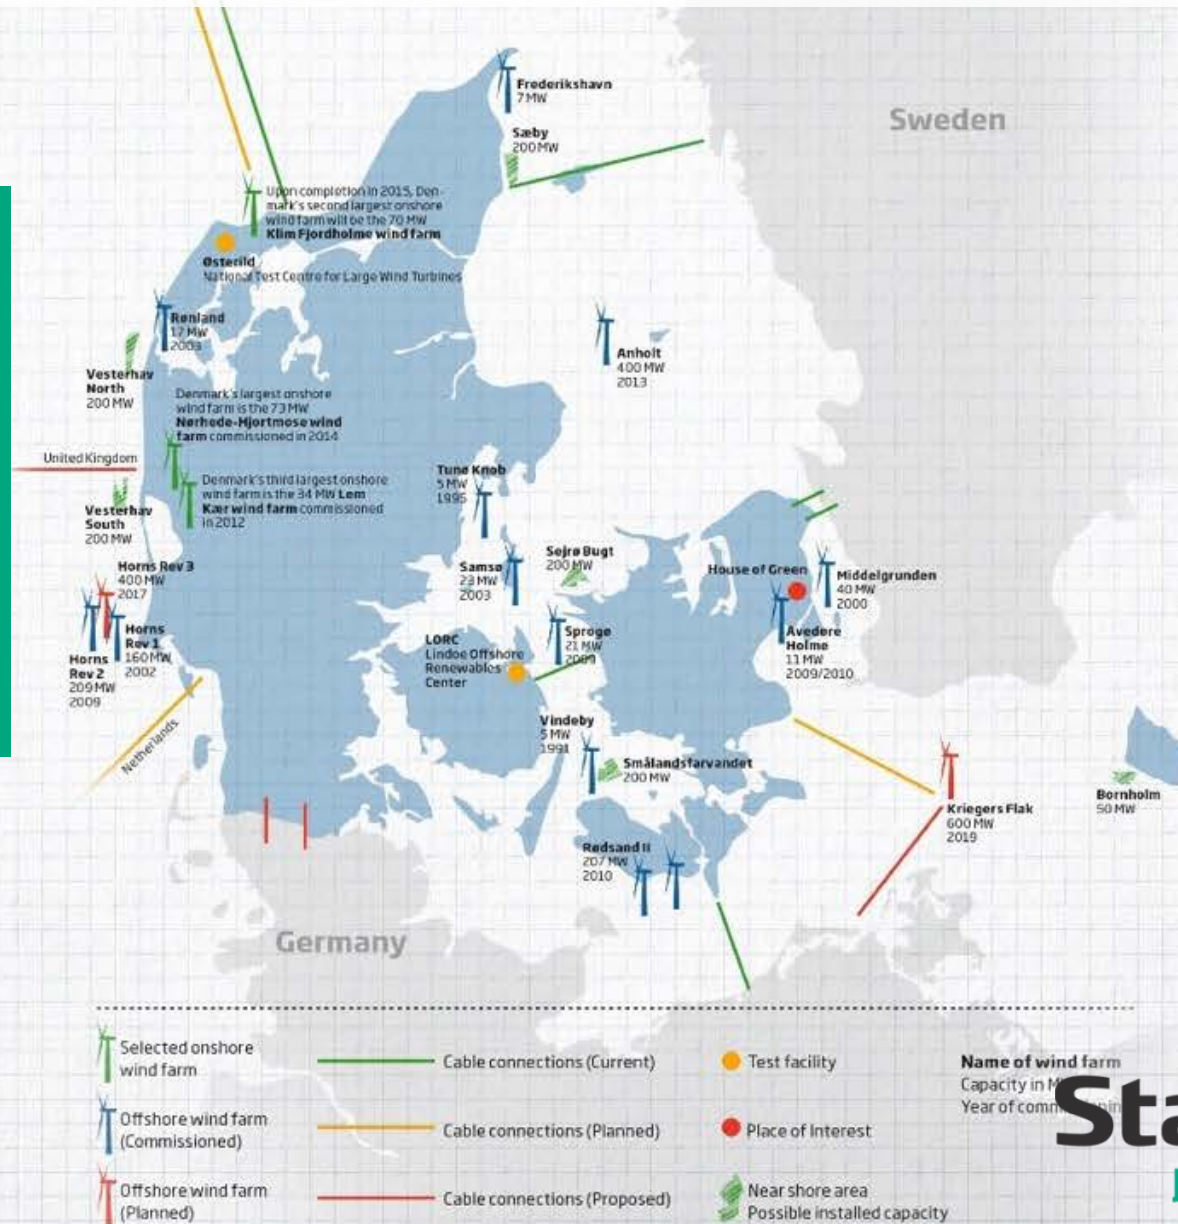 Frederikshavn
7 MW
Sæby
200 MW
Sweden
Upon completion in 2015, Den-
mark's second largest onshore
wind farm will be the 70 MW
Klim Fjordholme wind farm
Østerild
National Test Centre for Large Wind Turbines
Rønland
17 MW
2003
Anholt
400 MW
2013
Vesterhav
North
200 MW
Denmark's largest onshore
wind farm is the 73 MW
Nørhede-Hjortmose wind
farm commissioned in 2014
United Kingdom
Denmark's third largest onshore
wind farm is the 34 MW Lem
Kær wind farm commissioned
in 2012
Tunø Knob
5 MW
1995
Vesterhav
South
200 MW
Horns Rev 3
400 MW
2017
Samsø
23 MW
2003
Sejrø Bugt
200 MW
House of Green
Middelgrunden
40 MW
2000
Horns
Rev 1
160 MW
2002
Horns
Rev 2
209 MW
2009
LORC
Lindoe Offshore
Renewables
Center
Sprogø
21 MW
2009
Avedøre
Holme
11 MW
2009/2010
Netherlands
Vindeby
5 MW
1991
Smålandsfarvandet
200 MW
Kriegers Flak
600 MW
2019
Bornholm
50 MW
Rødsand II
207 MW
2010
Germany
Selected onshore
wind farm
Cable connections (Current)
Test facility
Name of wind farm
Capacity in M
Year of comm
Offshore wind farm
(Commissioned)
Cable connections (Planned)
Place of Interest
Sta
Offshore wind farm
(Planned)
Cable connections (Proposed)
Near shore area
Possible installed capacity